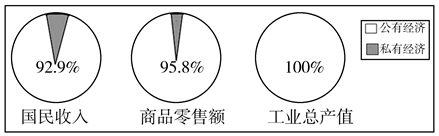 92.9%
95.8%
100%
公有经济
私有经济
国民收入
商品零售额
工业总产值